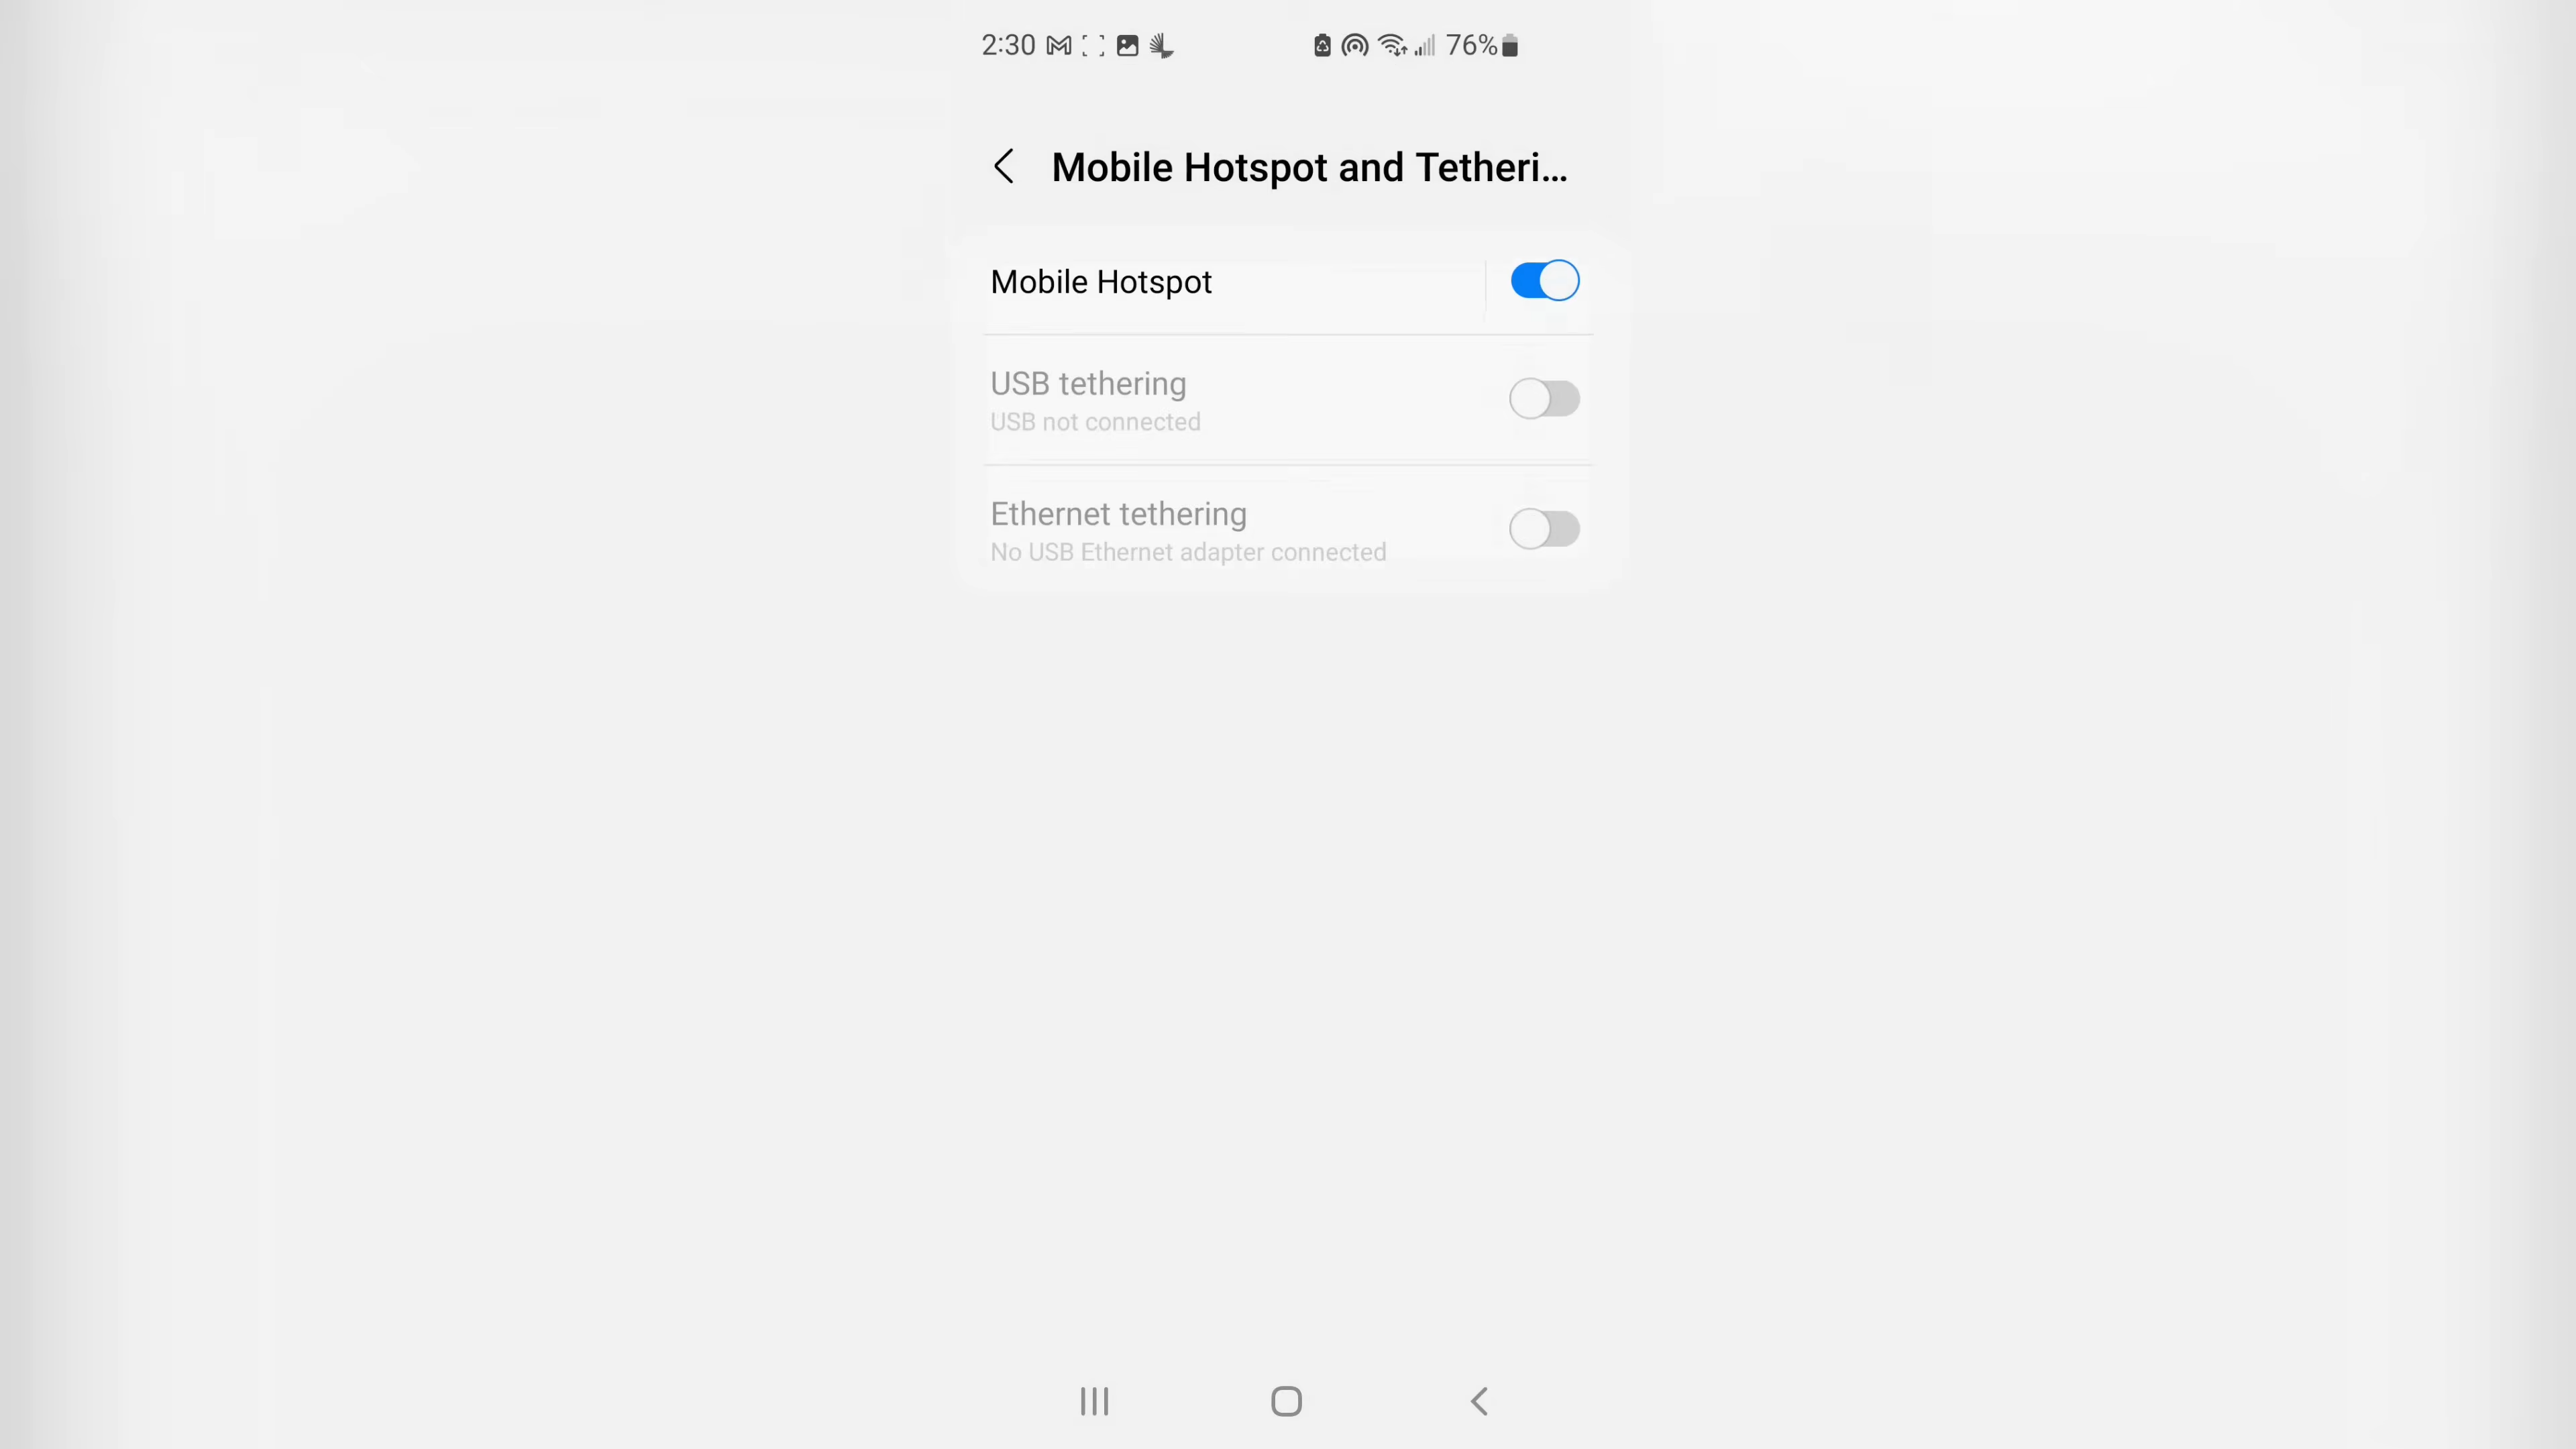 2:30 76%
Mobile Hotspot and Tetheri...
Mobile Hotspot
USB tethering
USB not connected
Ethernet tethering
No USB Ethernet adapter connected